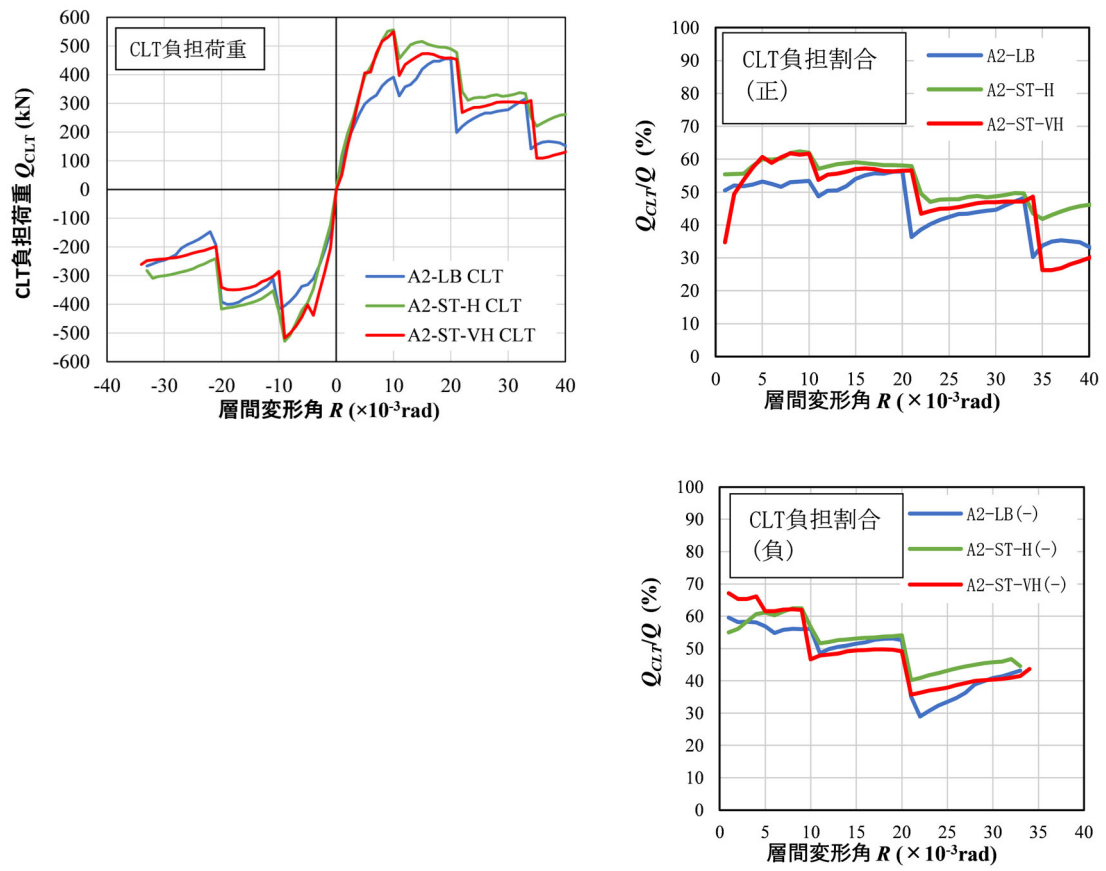 CLT負担荷重
CLT負担荷重 QCLT (kN)
600
500
400
300
200
100
0
-100
-200
-300
-400
-500
-600
A2-LB CLT
A2-ST-H CLT
A2-ST-VH CLT
-40 -30 -20 -10 0 10 20 30 40
層間変形角 R (×10-3rad)
CLT負担割合
(正)
A2-LB
A2-ST-H
A2-ST-VH
QCLT/Q (%)
100
90
80
70
60
50
40
30
20
10
0
0 5 10 15 20 25 30 35 40
層間変形角 R (×10-3rad)
CLT負担割合
(負)
A2-LB(-)
A2-ST-H(-)
A2-ST-VH(-)
QCLT/Q (%)
100
90
80
70
60
50
40
30
20
10
0
0 5 10 15 20 25 30 35 40
層間変形角 R (×10-3rad)